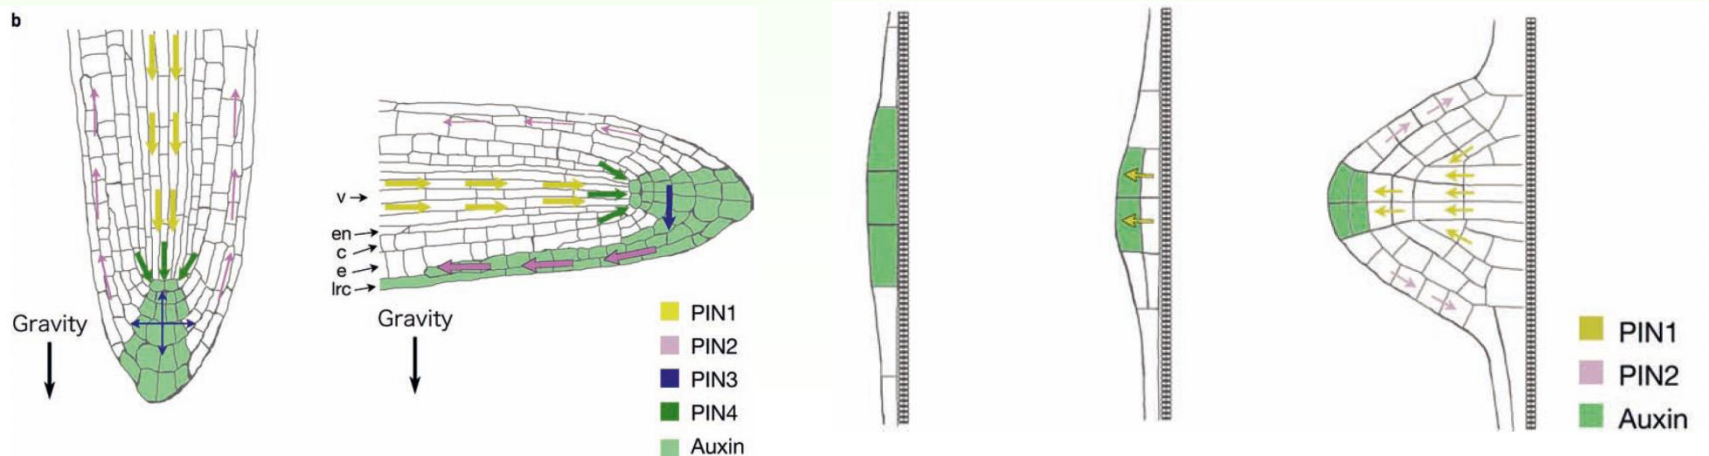 b
Gravity
v
en
c
e
lrc
Gravity
PIN1
PIN2
PIN3
PIN4
Auxin
PIN1
PIN2
Auxin